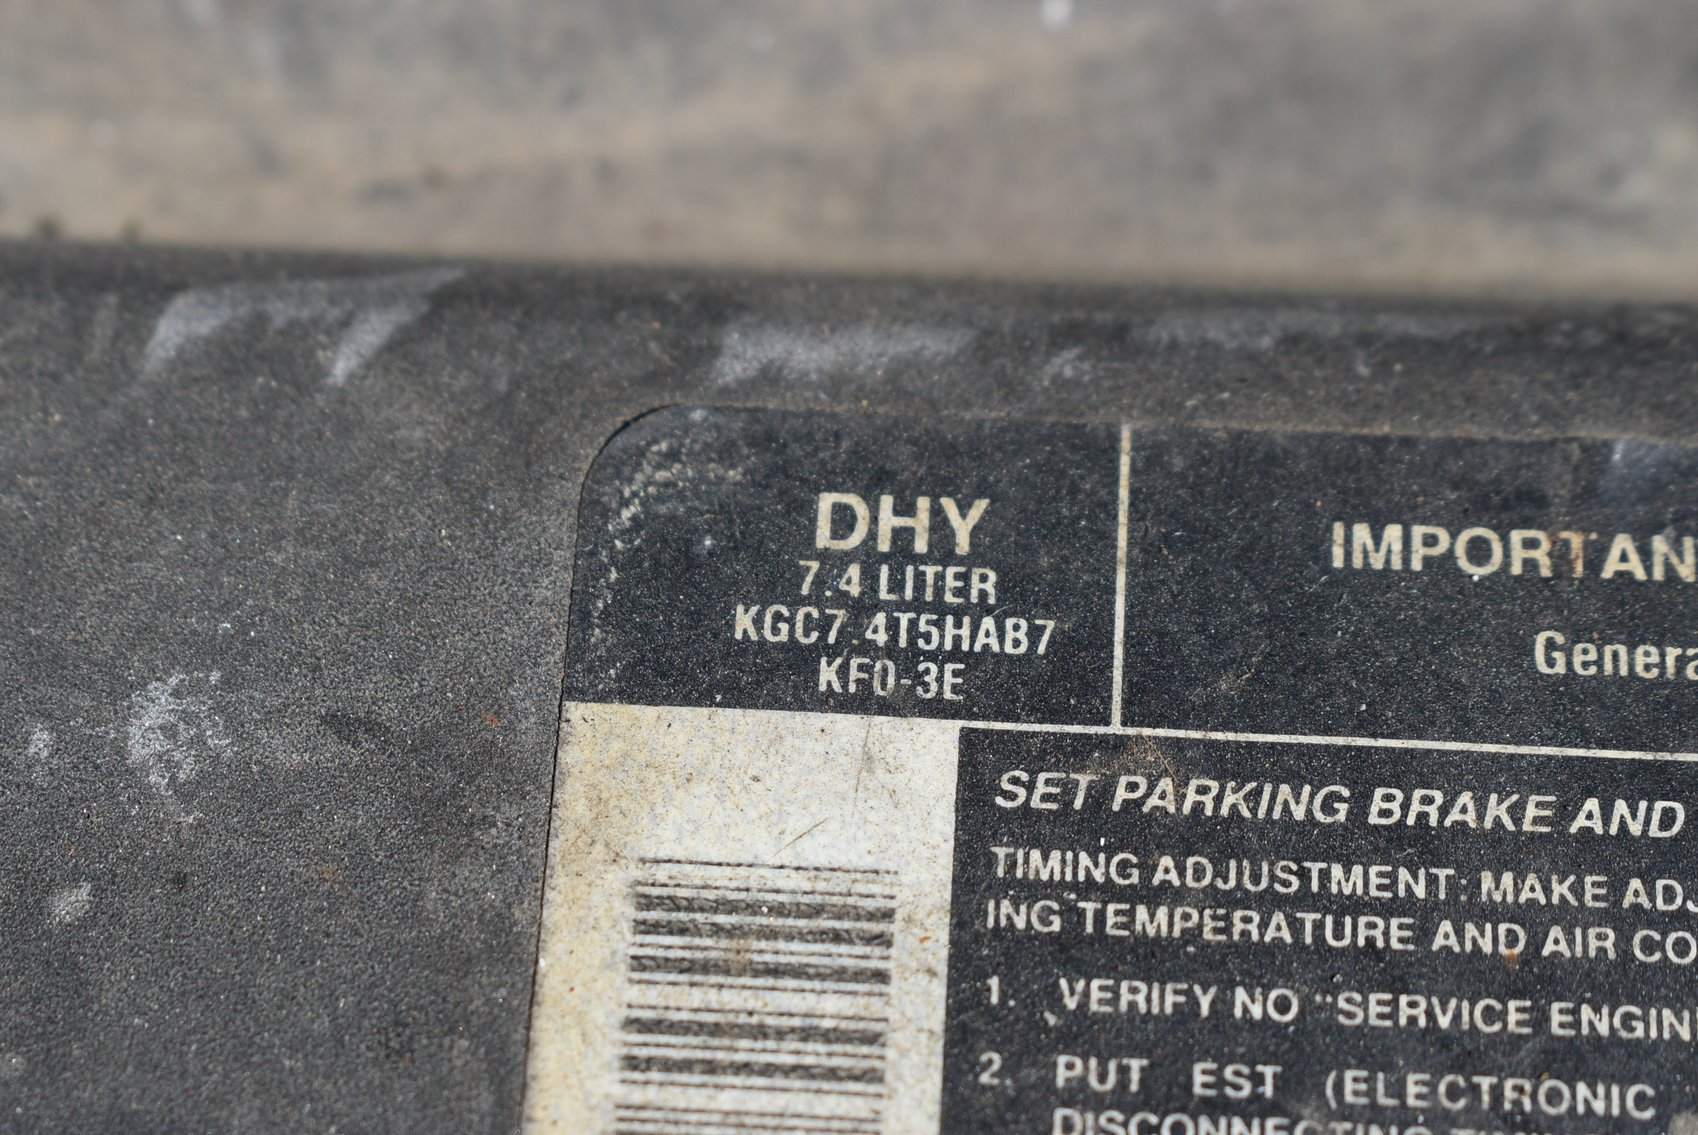 DHY
7.4 LITER
KGC7.4T5HAB7
KF0-3E
IMPORTAN
Genera
SET PARKING BRAKE AND
TIMING ADJUSTMENT: MAKE ADJ
ING TEMPERATURE AND AIR CO
1. VERIFY NO "SERVICE ENGIN
2. PUT EST (ELECTRONIC
DISCONNECTING